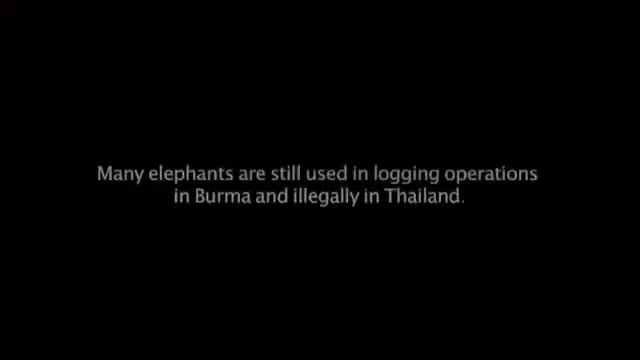 Many elephants are still used in logging operations
in Burma and illegally in Thailand.